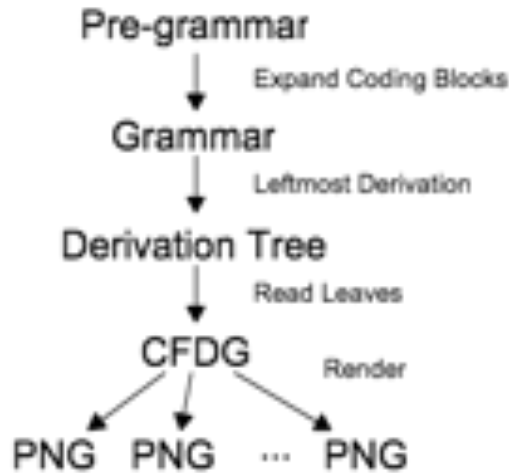 Pre-grammar
Expand Coding Blocks
Grammar
Leftmost Derivation
Derivation Tree
Read Leaves
CFDG
Render
PNG PNG ... PNG